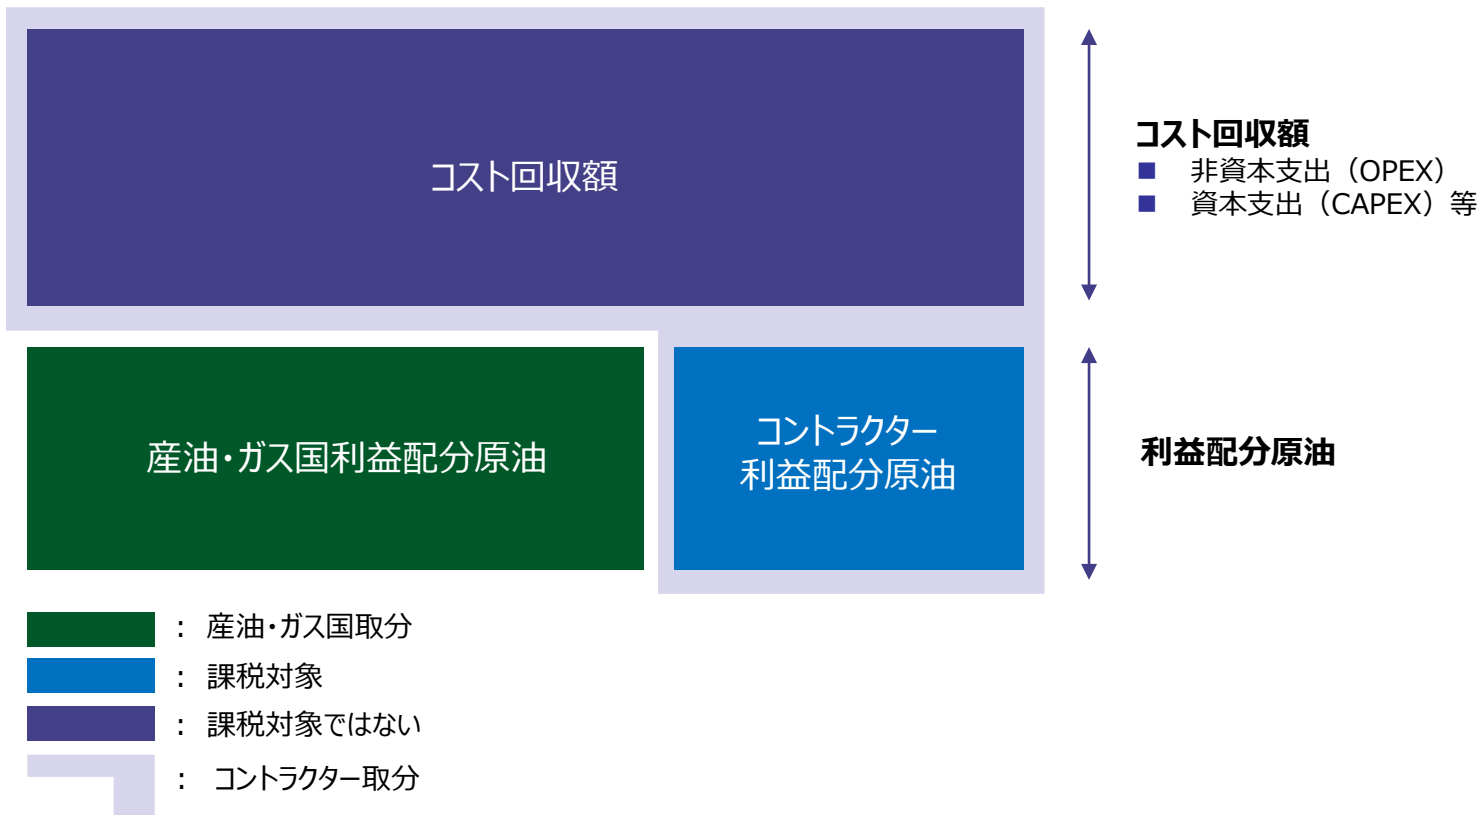 コスト回収額
コスト回収額
■ 非資本支出（OPEX）
■ 資本支出（CAPEX）等
産油・ガス国利益配分原油
コントラクター
利益配分原油
利益配分原油
： 産油・ガス国取分
： 課税対象
： 課税対象ではない
： コントラクター取分